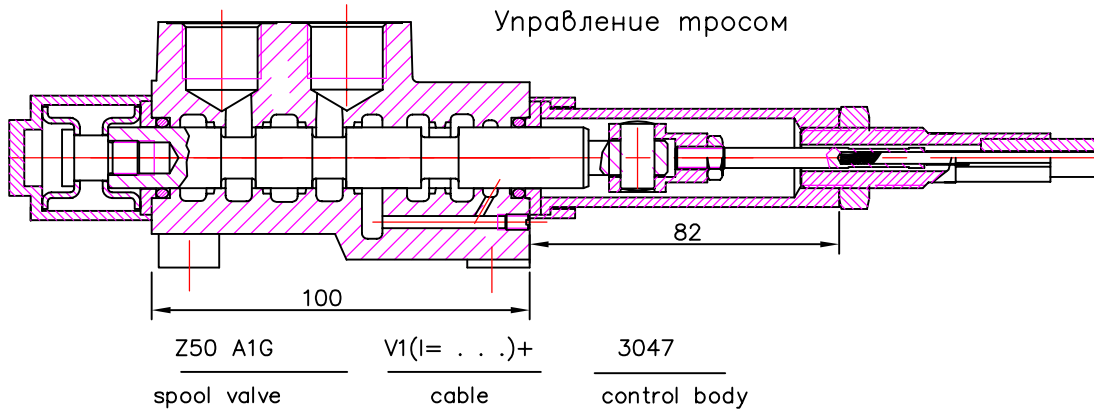 Управление тросом
82
100
Z50 A1G V1(l= . . .)+ 3047
spool valve cable control body